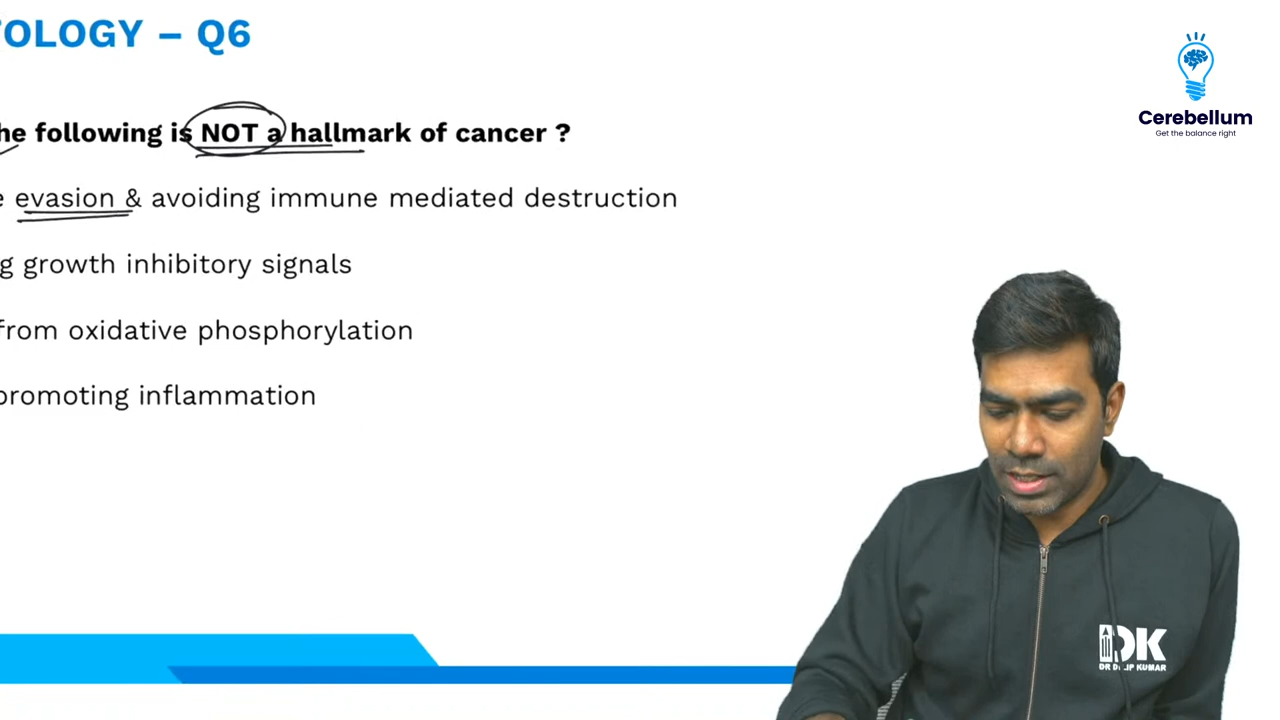 TOLOGY – Q6
he following is NOT a hallmark of cancer ?
e evasion & avoiding immune mediated destruction
g growth inhibitory signals
from oxidative phosphorylation
promoting inflammation
Cerebellum
Get the balance right
DK
DR DILIP KUMAR